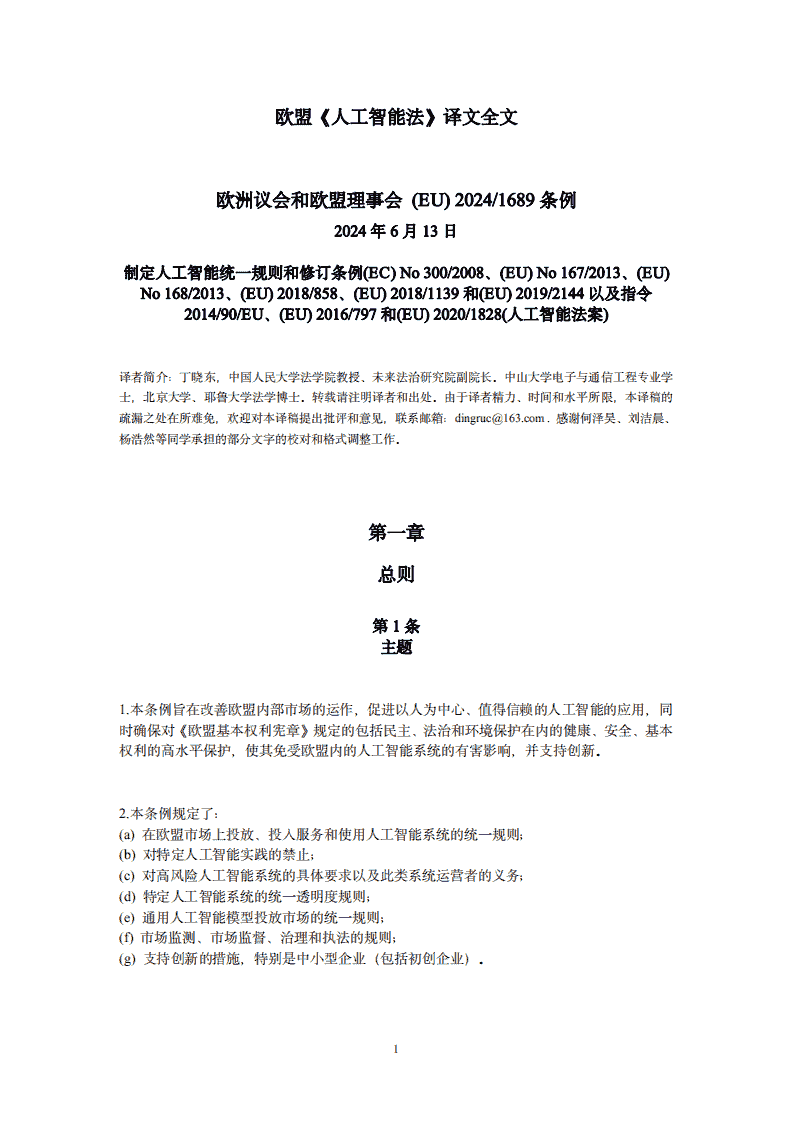 欧盟《人工智能法》译文全文
欧洲议会和欧盟理事会 (EU) 2024/1689 条例
2024 年 6 月 13 日
制定人工智能统一规则和修订条例(EC) No 300/2008、(EU) No 167/2013、(EU)
No 168/2013、(EU) 2018/858、(EU) 2018/1139 和(EU) 2019/2144 以及指令
2014/90/EU、(EU) 2016/797 和(EU) 2020/1828(人工智能法案)
译者简介：丁晓东，中国人民大学法学院教授、未来法治研究院副院长．中山大学电子与通信工程专业学
士，北京大学、耶鲁大学法学博士．转载请注明译者和出处．由于译者精力、时间和水平所限，本译稿的
疏漏之处在所难免，欢迎对本译稿提出批评和意见，联系邮箱：dingruc@163.com．感谢何泽昊、刘洁晨、
杨浩然等同学承担的部分文字的校对和格式调整工作．
第一章
总则
第 1 条
主题
1.本条例旨在改善欧盟内部市场的运作，促进以人为中心、值得信赖的人工智能的应用，同
时确保对《欧盟基本权利宪章》规定的包括民主、法治和环境保护在内的健康、安全、基本
权利的高水平保护，使其免受欧盟内的人工智能系统的有害影响，并支持创新．
2.本条例规定了：
(a) 在欧盟市场上投放、投入服务和使用人工智能系统的统一规则；
(b) 对特定人工智能实践的禁止；
(c) 对高风险人工智能系统的具体要求以及此类系统运营者的义务；
(d) 特定人工智能系统的统一透明度规则；
(e) 通用人工智能模型投放市场的统一规则；
(f) 市场监测、市场监督、治理和执法的规则；
(g) 支持创新的措施，特别是中小型企业（包括初创企业）．
1